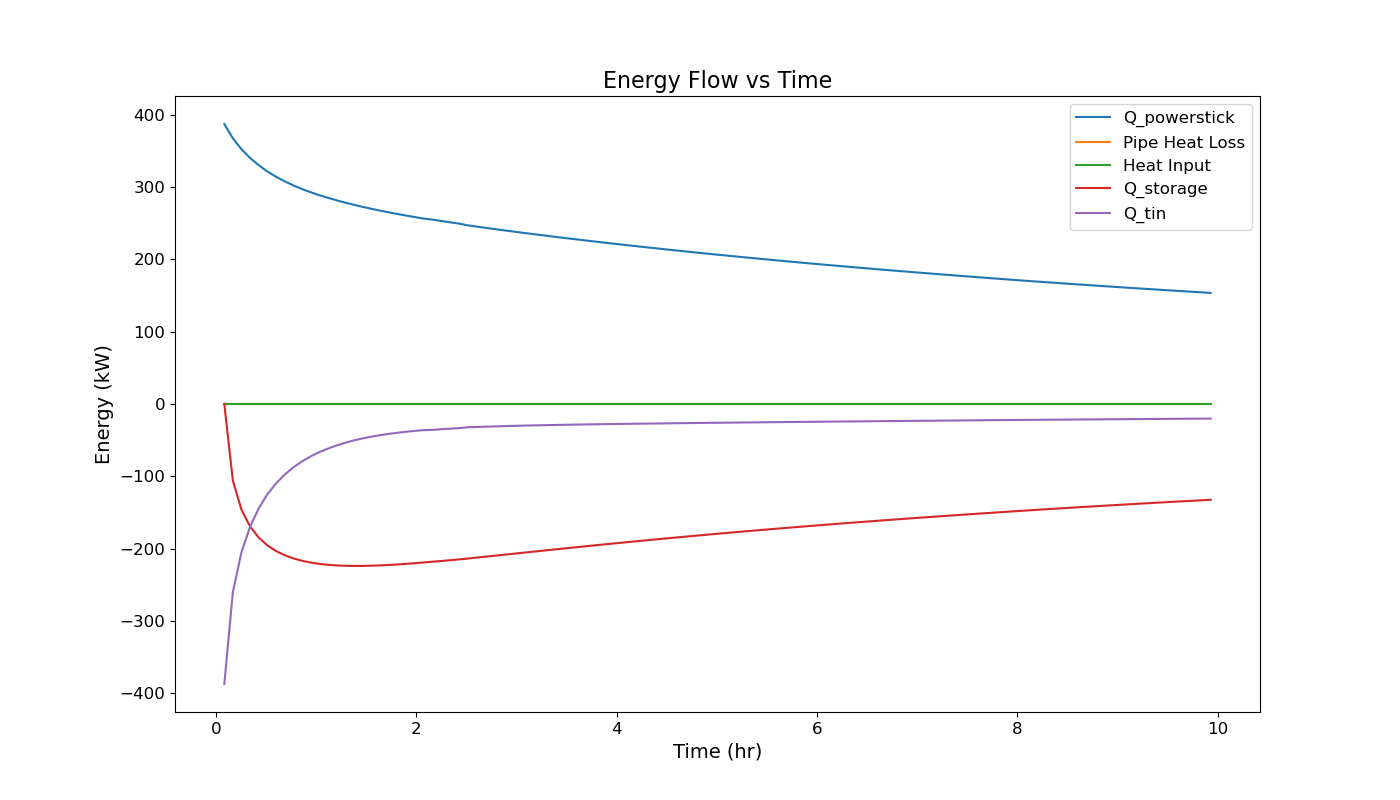 Energy Flow vs Time
Q_powerstick
Pipe Heat Loss
Heat Input
Q_storage
Q_tin
Energy (kW)
400
300
200
100
0
−100
−200
−300
−400
0 2 4 6 8 10
Time (hr)